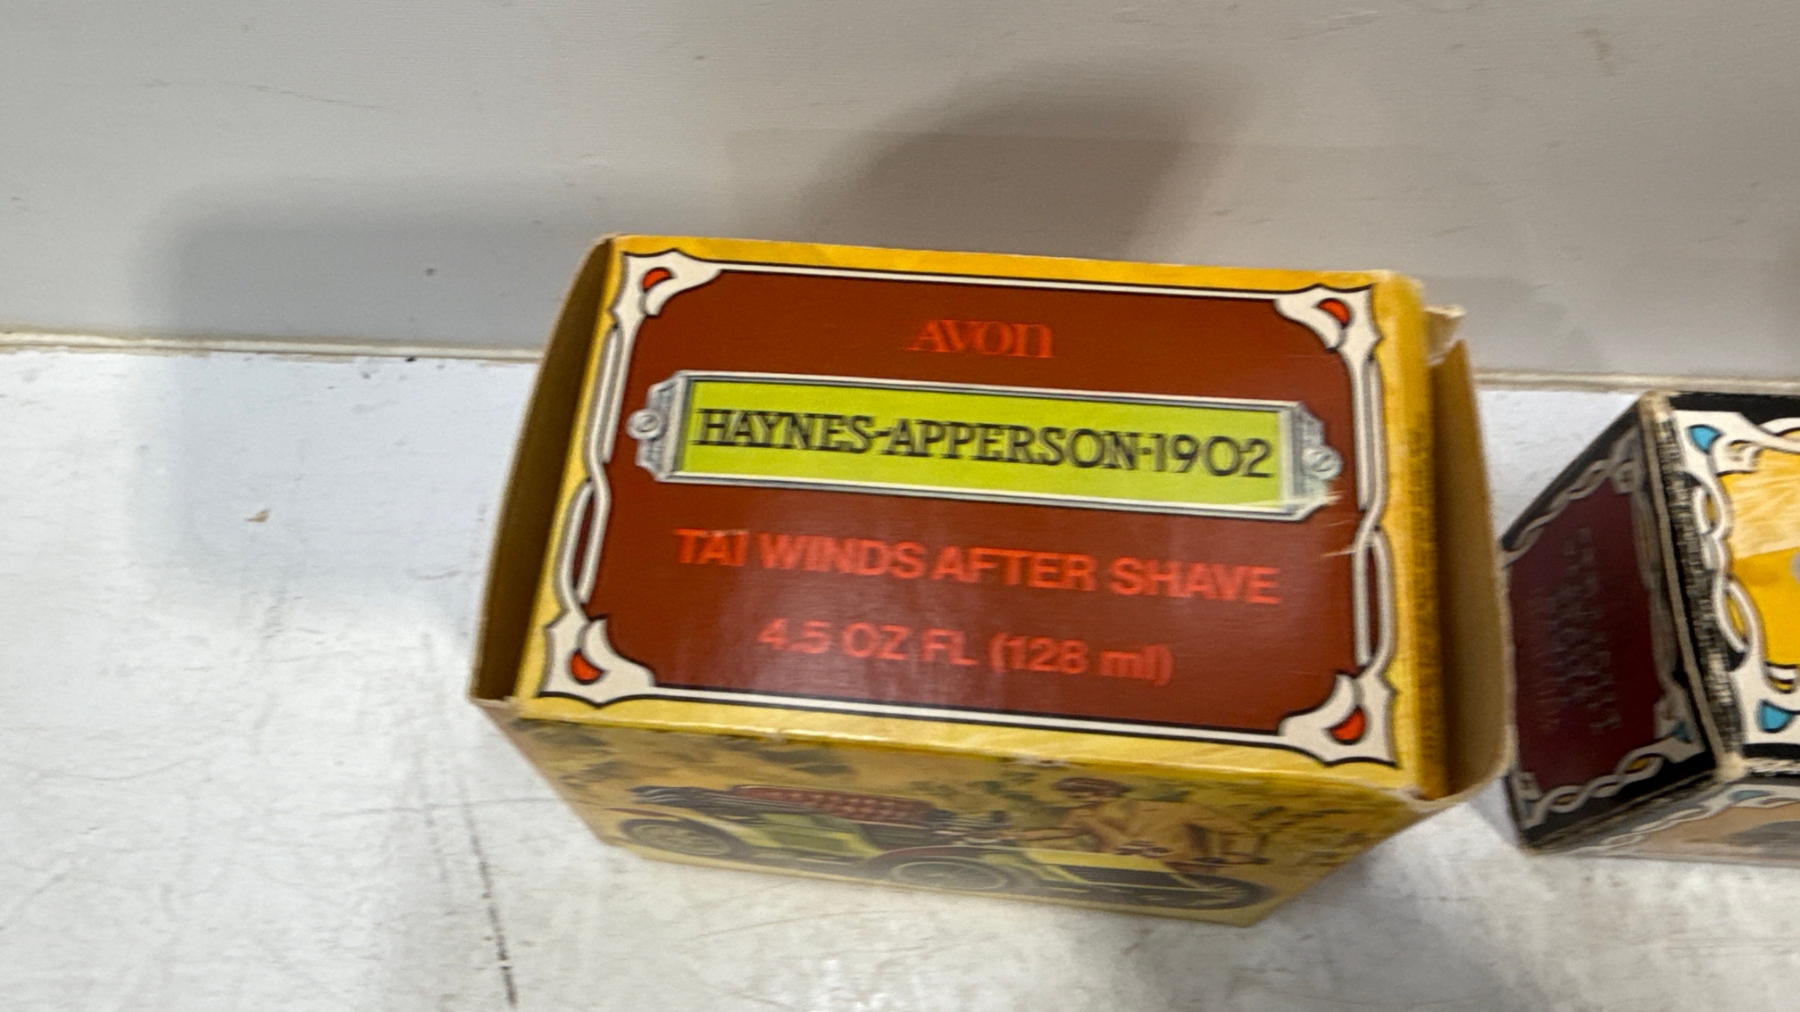 AVON
HAYNES-APPERSON-1902
TAI WINDS AFTER SHAVE
4.5 OZ FL (128 ml)